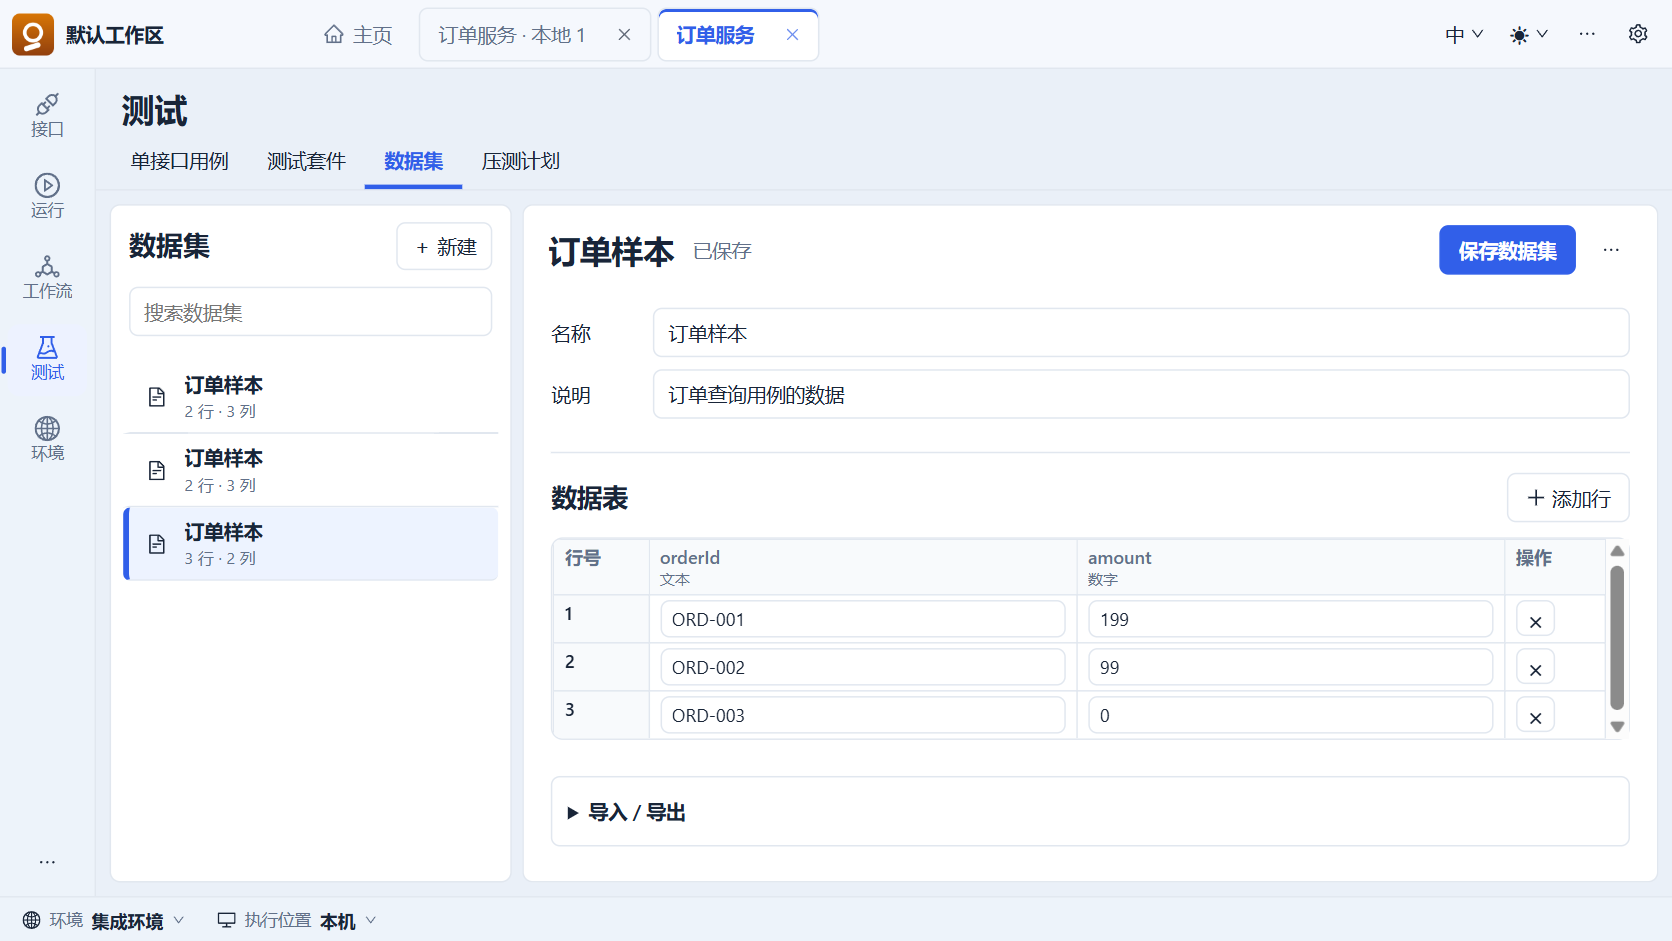 默认工作区
主页
订单服务 · 本地 1
订单服务
中
接口
运行
工作流
测试
环境
测试
单接口用例
测试套件
数据集
压测计划
数据集
+ 新建
搜索数据集
订单样本
2 行 · 3 列
订单样本
2 行 · 3 列
订单样本
3 行 · 2 列
订单样本 已保存
保存数据集
名称
订单样本
说明
订单查询用例的数据
数据表
+ 添加行
行号
orderId
文本
amount
数字
操作
1 ORD-001 199
2 ORD-002 99
3 ORD-003 0
导入 / 导出
环境 集成环境
执行位置 本机